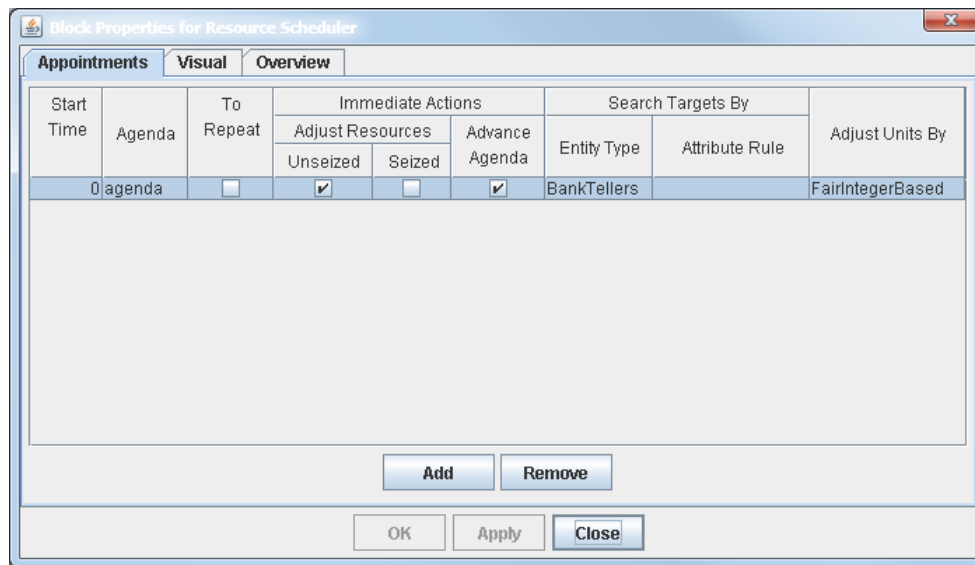 Block Properties for Resource Scheduler
Appointments Visual Overview
Start Time Agenda To Repeat Immediate Actions Search Targets By Adjust Units By
Adjust Resources Advance Agenda Entity Type Attribute Rule
Unseized Seized
0 agenda BankTellers FairIntegerBased
Add Remove
OK Apply Close